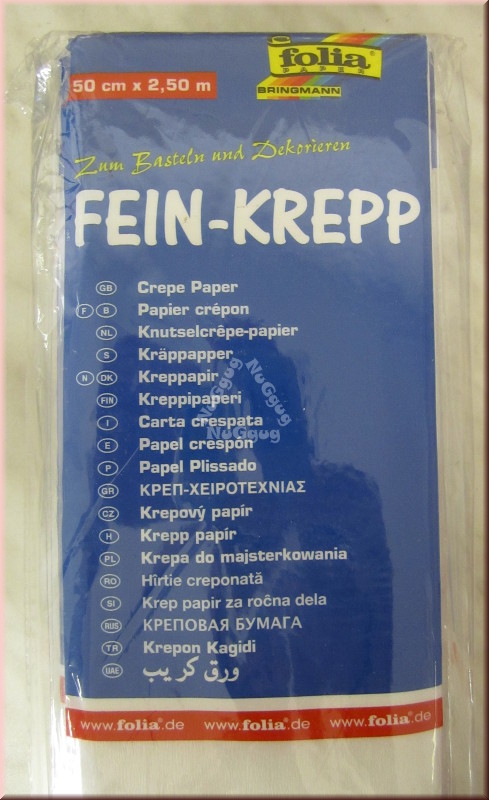 folia®
PAPER
BRINGMANN
50 cm x 2,50 m
Zum Basteln und Dekorieren
FEIN-KREPP
GB Crepe Paper
F B Papier crépon
NL Knutselcrêpe-papier
S Kräppapper
N DK Kreppapir
FIN Kreppipaperi
I Carta crespata
E Papel crespón
P Papel Plissado
GR ΚΡΕΠ-ΧΕΙΡΟΤΕΧΝΙΑΣ
CZ Krepový papír
H Krepp papír
PL Krepa do majsterkowania
RO Hîrtie creponată
SI Krep papir za ročna dela
RUS КРЕПОВАЯ БУМАГА
TR Krepon Kagidi
UAE ورق كريب
NuGgug NuGgug NuGgug
www.folia®.de www.folia®.de www.folia®.de